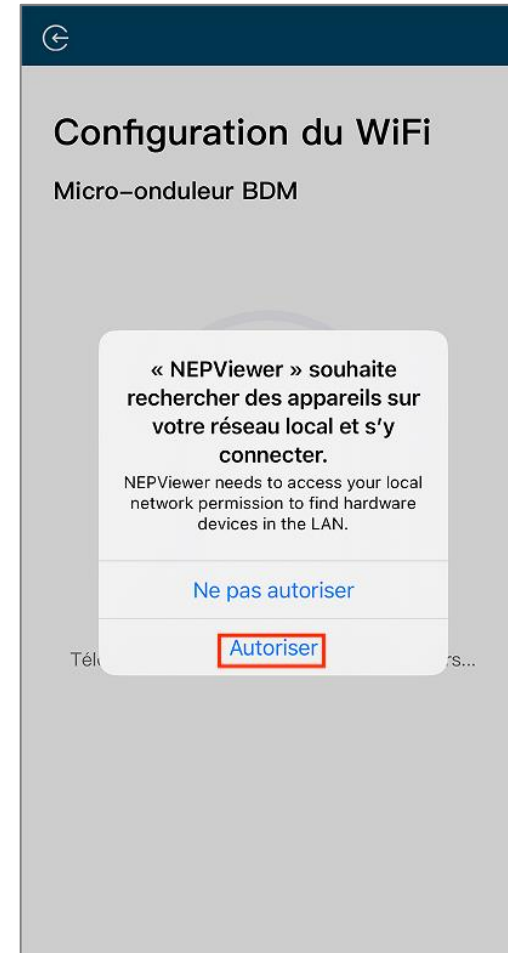 Configuration du WiFi
Micro-onduleur BDM
« NEPViewer » souhaite
rechercher des appareils sur
votre réseau local et s'y
connecter.
NEPViewer needs to access your local
network permission to find hardware
devices in the LAN.
Ne pas autoriser
Autoriser